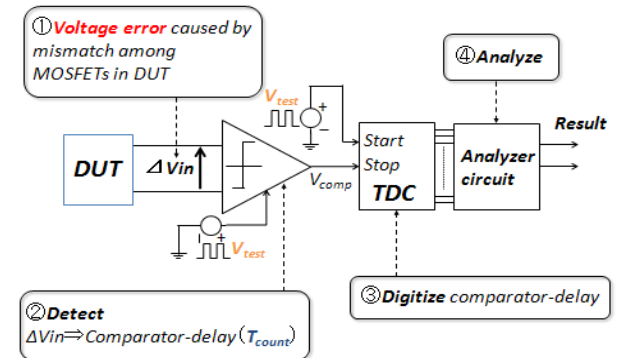 ①Voltage error caused by
mismatch among
MOSFETs in DUT
④Analyze
Vtest
+
−
Start
Stop
TDC
Analyzer
circuit
Result
DUT
ΔVin
Vcomp
+
Vtest
②Detect
ΔVin⇒Comparator-delay(Tcount)
③Digitize comparator-delay